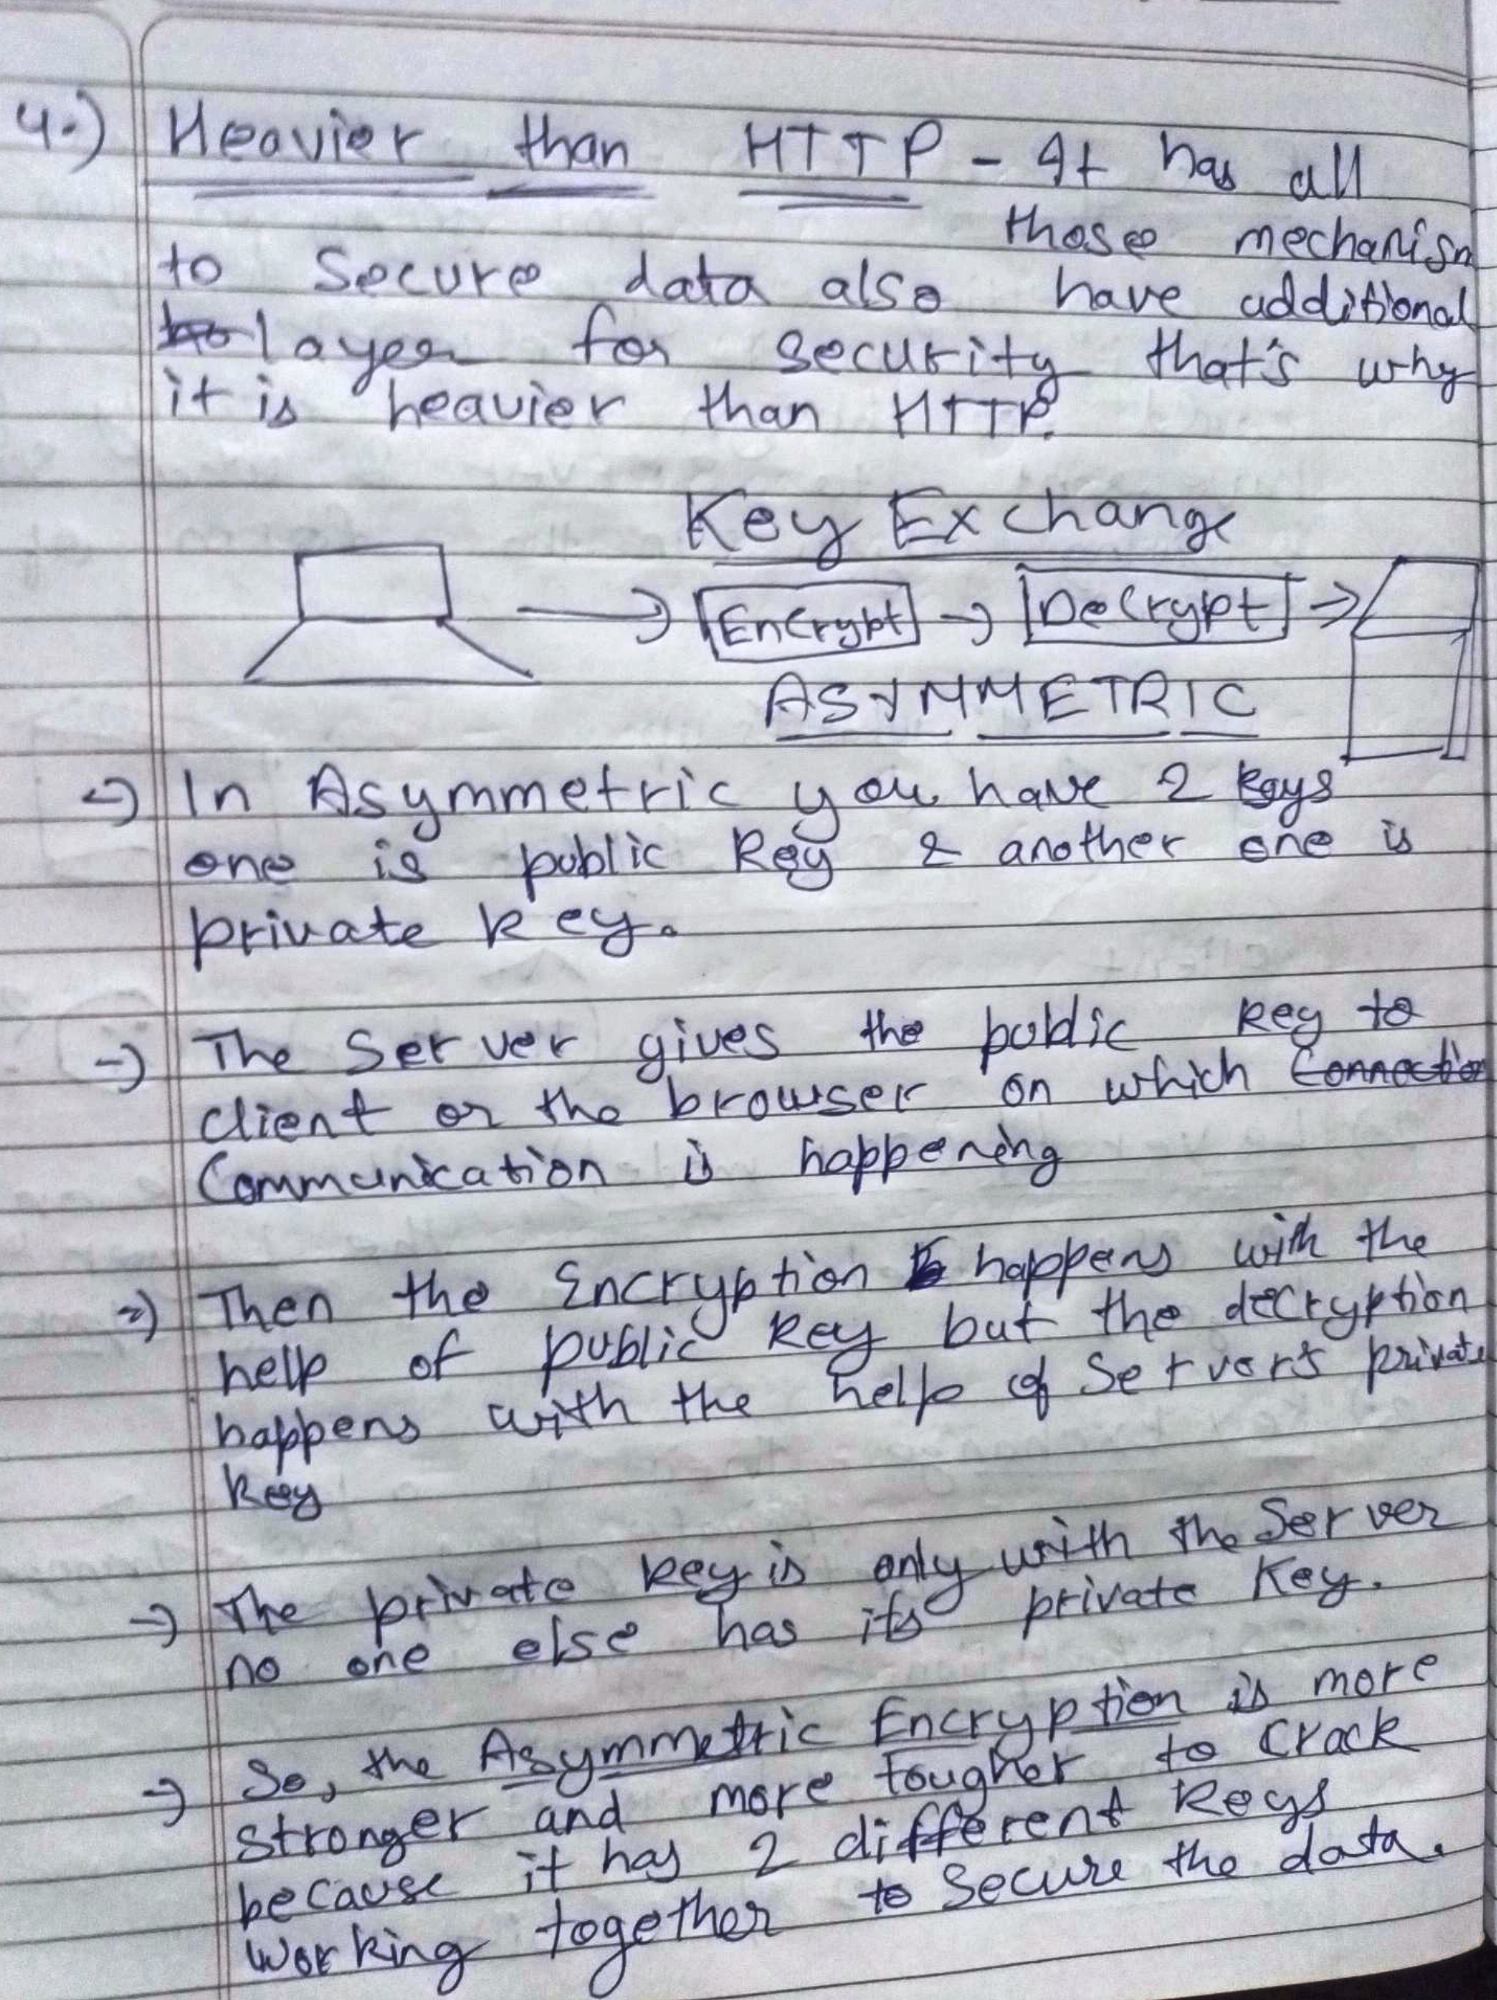 4.) Heavier than HTTP - It has all
those mechanism
to Secure data also have additional
layer for security that's why
it is heavier than HTTP.
Key Exchange
Encrypt → Decrypt →
ASYMMETRIC
→ In Asymmetric you have 2 keys
one is public key & another one is
private key.
→ The Server gives the public key to
client or the browser on which Connection
Communication is happening
→ Then the Encryption happens with the
help of public key but the decryption
happens with the help of Server's private
key
→ The private key is only with the Server
no one else has its private key.
→ So, the Asymmetric Encryption is more
stronger and more tougher to crack
because it has 2 different keys
working together to Secure the data.